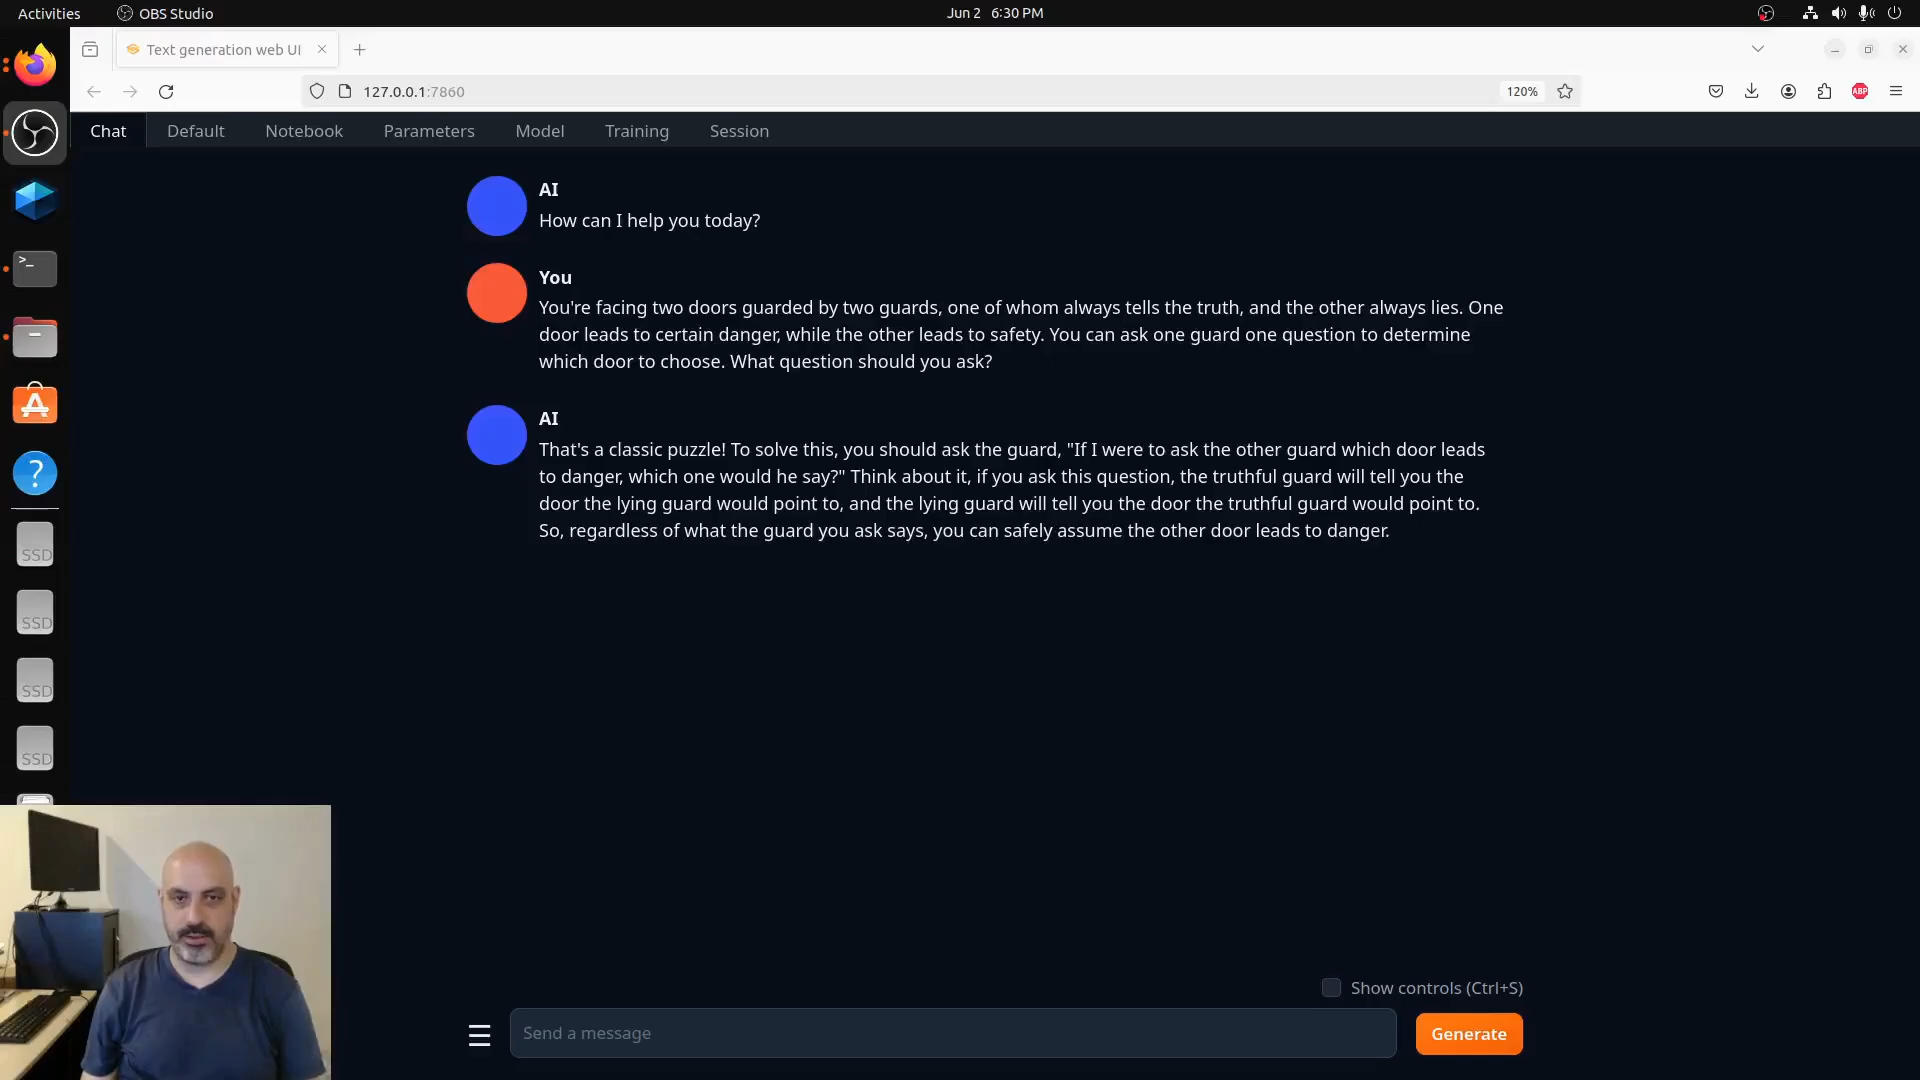 Activities
OBS Studio
Jun 2 6:30 PM
Text generation web UI
127.0.0.1:7860
120%
ABP
Chat
Default
Notebook
Parameters
Model
Training
Session
AI
How can I help you today?
You
You're facing two doors guarded by two guards, one of whom always tells the truth, and the other always lies. One
door leads to certain danger, while the other leads to safety. You can ask one guard one question to determine
which door to choose. What question should you ask?
AI
That's a classic puzzle! To solve this, you should ask the guard, "If I were to ask the other guard which door leads
to danger, which one would he say?" Think about it, if you ask this question, the truthful guard will tell you the
door the lying guard would point to, and the lying guard will tell you the door the truthful guard would point to.
So, regardless of what the guard you ask says, you can safely assume the other door leads to danger.
SSD
SSD
SSD
SSD
Show controls (Ctrl+S)
Send a message
Generate